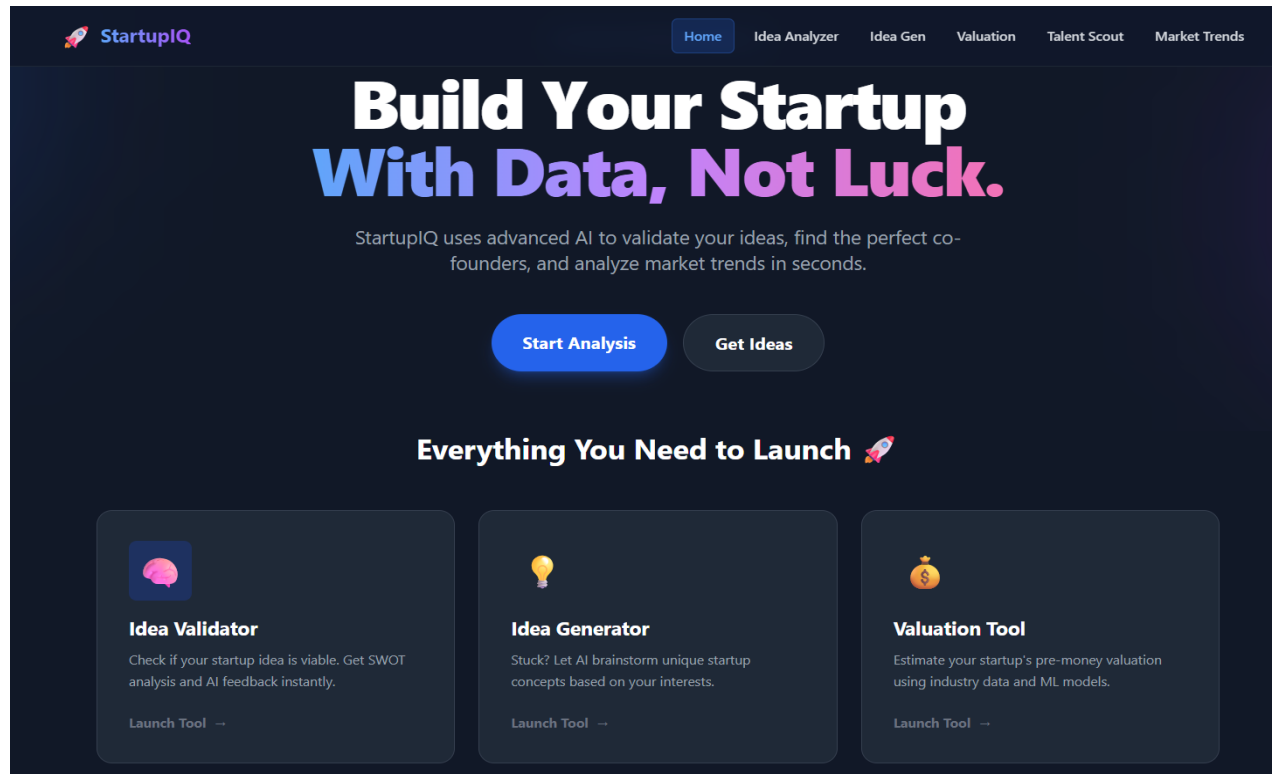 StartupIQ
Home Idea Analyzer Idea Gen Valuation Talent Scout Market Trends
Build Your Startup
With Data, Not Luck.
StartupIQ uses advanced AI to validate your ideas, find the perfect co-
founders, and analyze market trends in seconds.
Start Analysis Get Ideas
Everything You Need to Launch 🚀
Idea Validator
Check if your startup idea is viable. Get SWOT
analysis and AI feedback instantly.
Launch Tool →
Idea Generator
Stuck? Let AI brainstorm unique startup
concepts based on your interests.
Launch Tool →
Valuation Tool
Estimate your startup's pre-money valuation
using industry data and ML models.
Launch Tool →